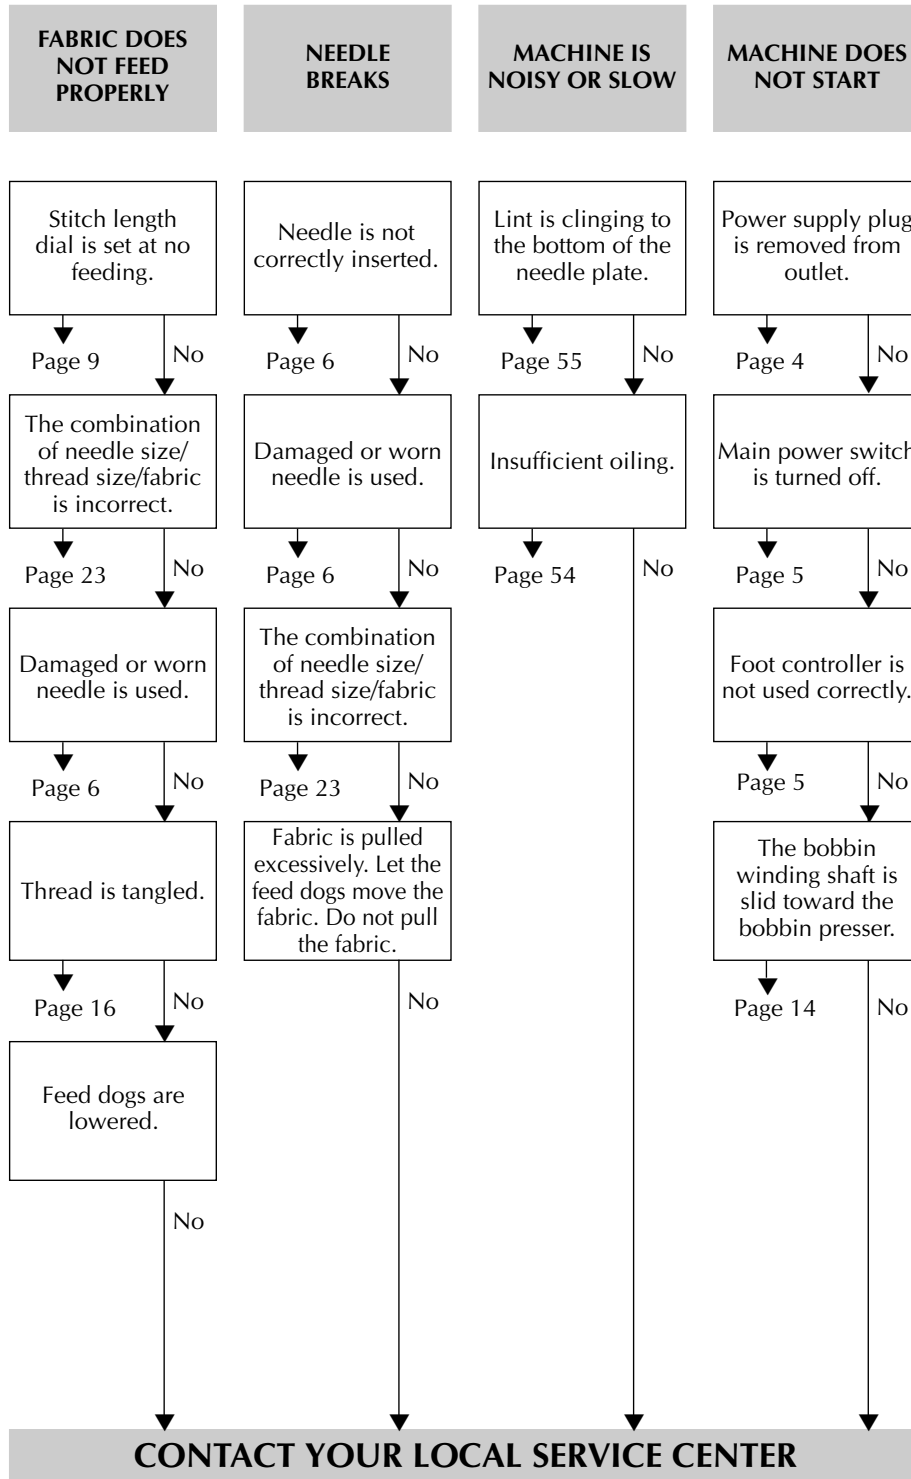 FABRIC DOES
NOT FEED
PROPERLY
Stitch length
dial is set at no
feeding.
Page 9
No
The combination
of needle size/
thread size/fabric
is incorrect.
Page 23
No
Damaged or worn
needle is used.
Page 6
No
Thread is tangled.
Page 16
No
Feed dogs are
lowered.
No
NEEDLE
BREAKS
Needle is not
correctly inserted.
Page 6
No
Damaged or worn
needle is used.
Page 6
No
The combination
of needle size/
thread size/fabric
is incorrect.
Page 23
No
Fabric is pulled
excessively. Let the
feed dogs move the
fabric. Do not pull
the fabric.
No
MACHINE IS
NOISY OR SLOW
Lint is clinging to
the bottom of the
needle plate.
Page 55
No
Insufficient oiling.
Page 54
No
MACHINE DOES
NOT START
Power supply plug
is removed from
outlet.
Page 4
No
Main power switch
is turned off.
Page 5
No
Foot controller is
not used correctly.
Page 5
No
The bobbin
winding shaft is
slid toward the
bobbin presser.
Page 14
No
CONTACT YOUR LOCAL SERVICE CENTER